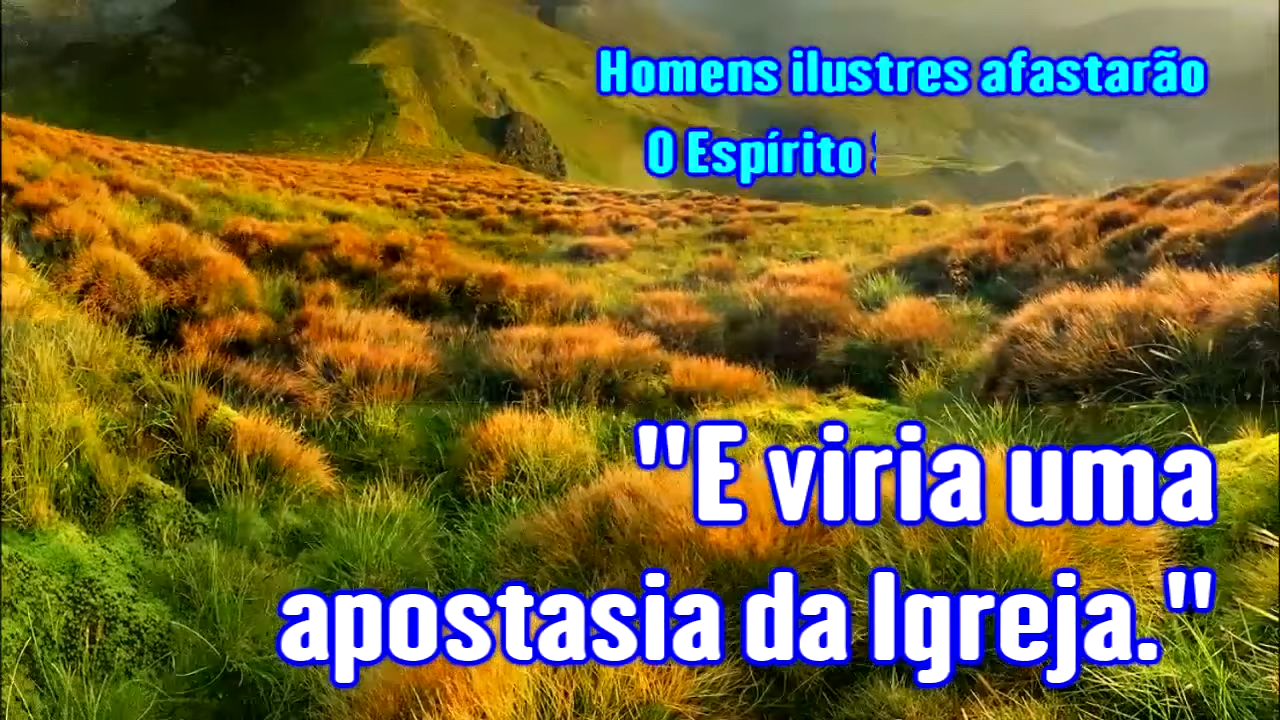 Homens ilustres afastarão
O Espírito
"E viria uma
apostasia da Igreja."